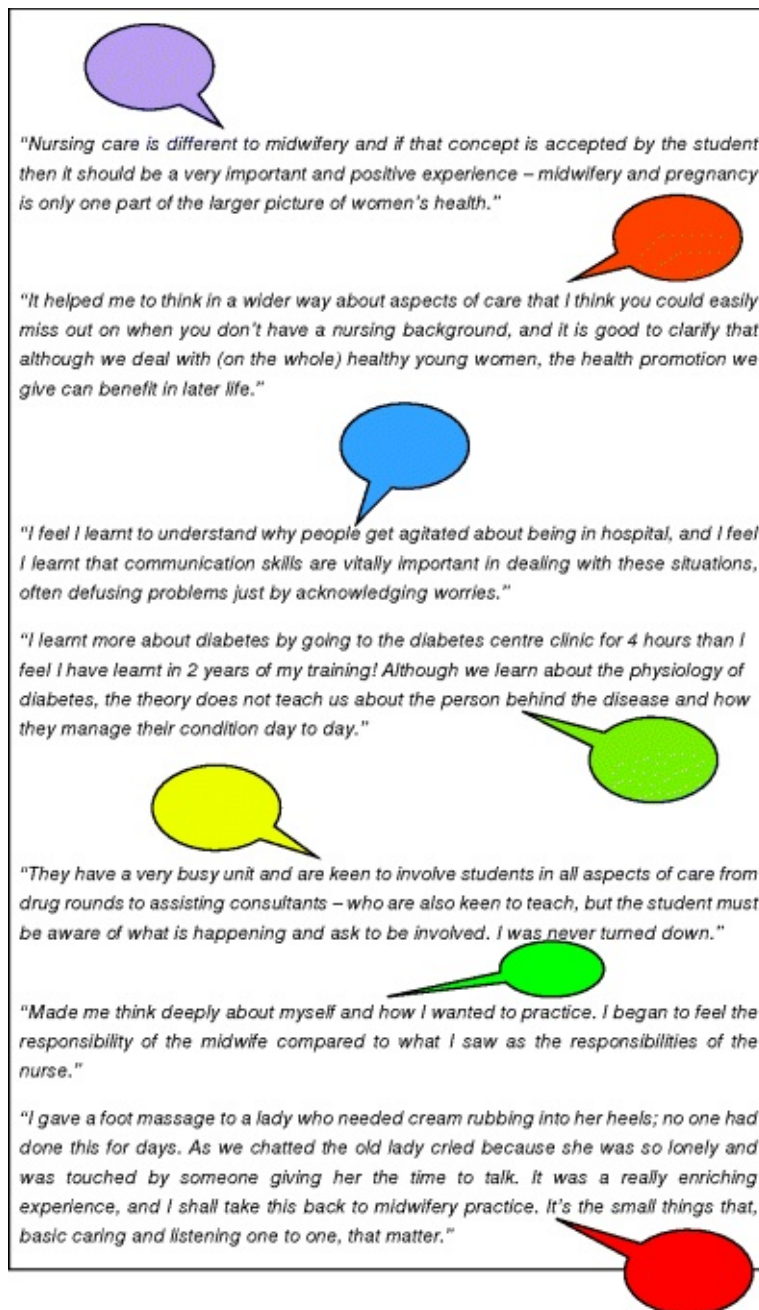 “Nursing care is different to midwifery and if that concept is accepted by the student
then it should be a very important and positive experience – midwifery and pregnancy
is only one part of the larger picture of women’s health.”
“It helped me to think in a wider way about aspects of care that I think you could easily
miss out on when you don’t have a nursing background, and it is good to clarify that
although we deal with (on the whole) healthy young women, the health promotion we
give can benefit in later life.”
“I feel I learnt to understand why people get agitated about being in hospital, and I feel
I learnt that communication skills are vitally important in dealing with these situations,
often defusing problems just by acknowledging worries.”
“I learnt more about diabetes by going to the diabetes centre clinic for 4 hours than I
feel I have learnt in 2 years of my training! Although we learn about the physiology of
diabetes, the theory does not teach us about the person behind the disease and how
they manage their condition day to day.”
“They have a very busy unit and are keen to involve students in all aspects of care from
drug rounds to assisting consultants – who are also keen to teach, but the student must
be aware of what is happening and ask to be involved. I was never turned down.”
“Made me think deeply about myself and how I wanted to practice. I began to feel the
responsibility of the midwife compared to what I saw as the responsibilities of the
nurse.”
“I gave a foot massage to a lady who needed cream rubbing into her heels; no one had
done this for days. As we chatted the old lady cried because she was so lonely and
was touched by someone giving her the time to talk. It was a really enriching
experience, and I shall take this back to midwifery practice. It’s the small things that,
basic caring and listening one to one, that matter.”